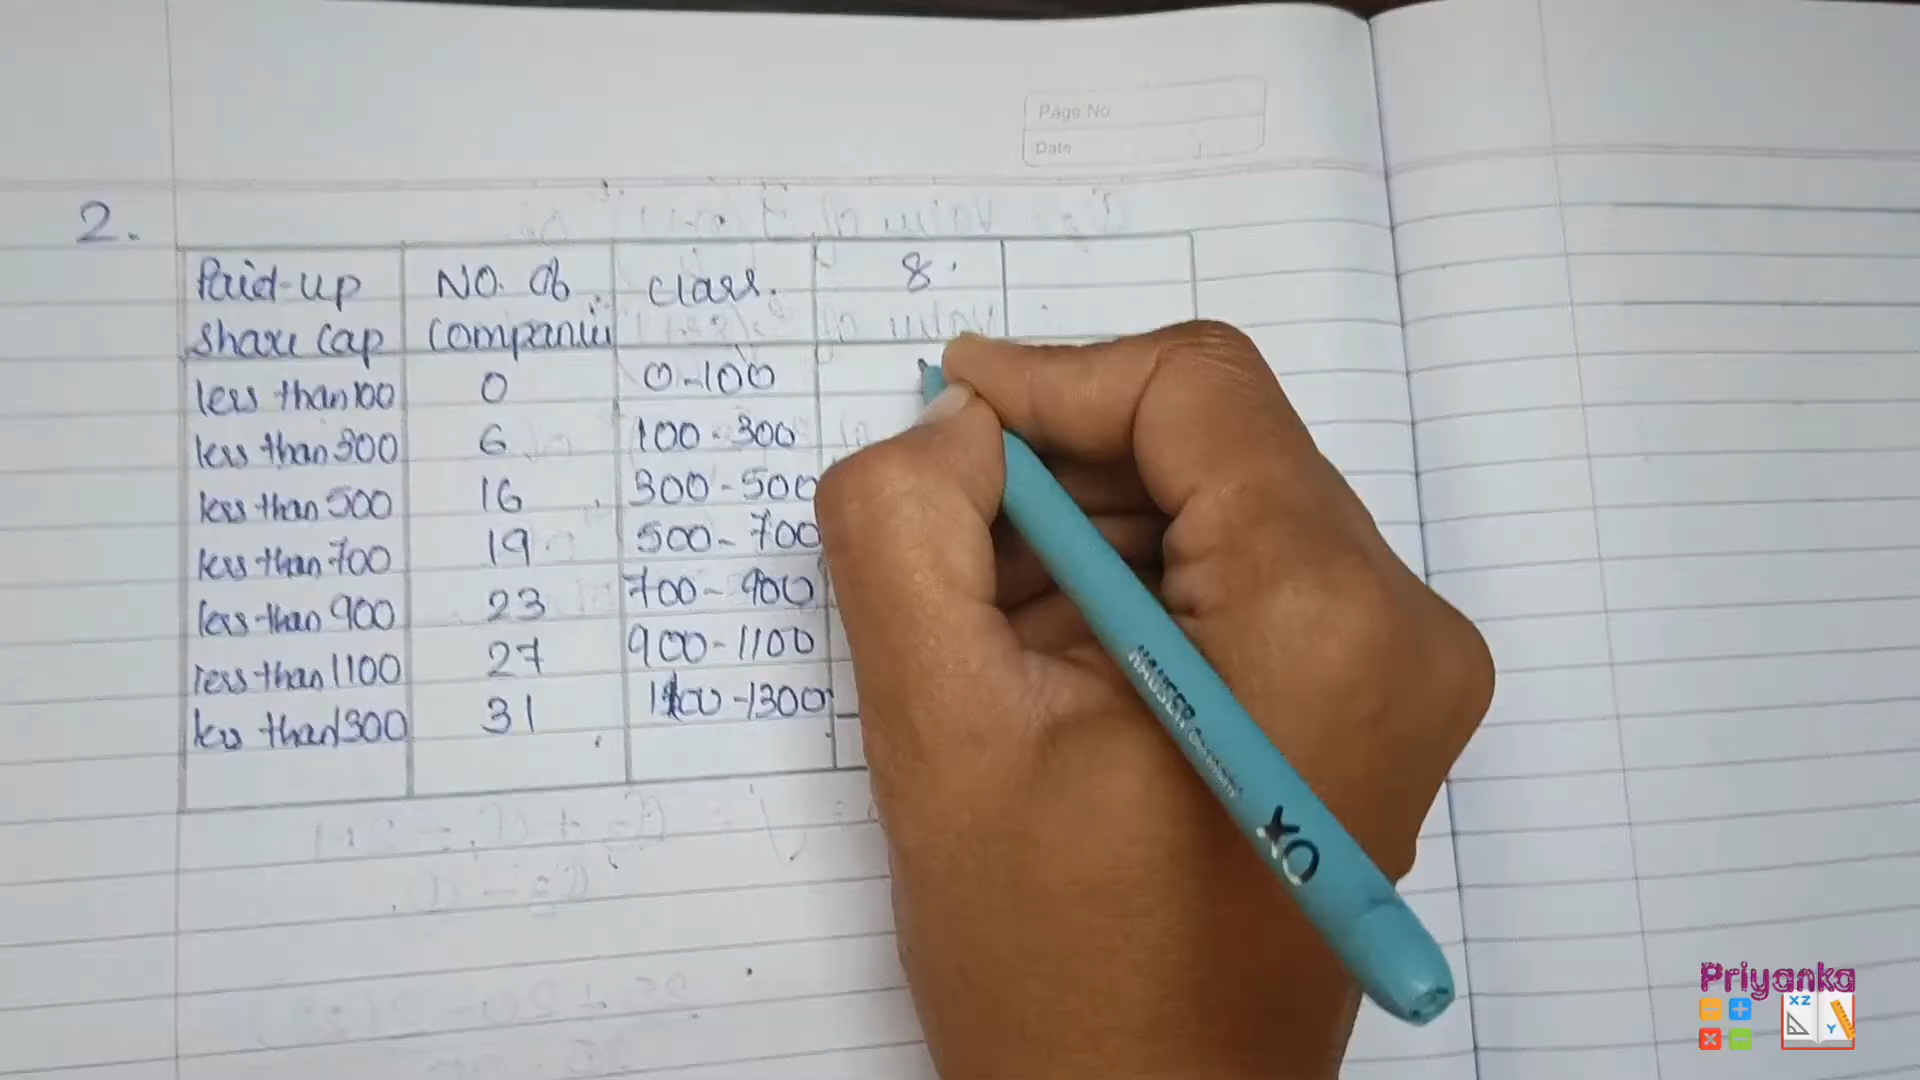 Page No
Date
2.
Paid-up share cap | No. of companies | class. | 8.
less than 100 | 0 | 0-100
less than 300 | 6 | 100-300
less than 500 | 16 | 300-500
less than 700 | 19 | 500-700
less than 900 | 23 | 700-900
less than 1100 | 27 | 900-1100
less than 1300 | 31 | 1100-1300
HAUSER
XO
Priyanka
XZ
Y